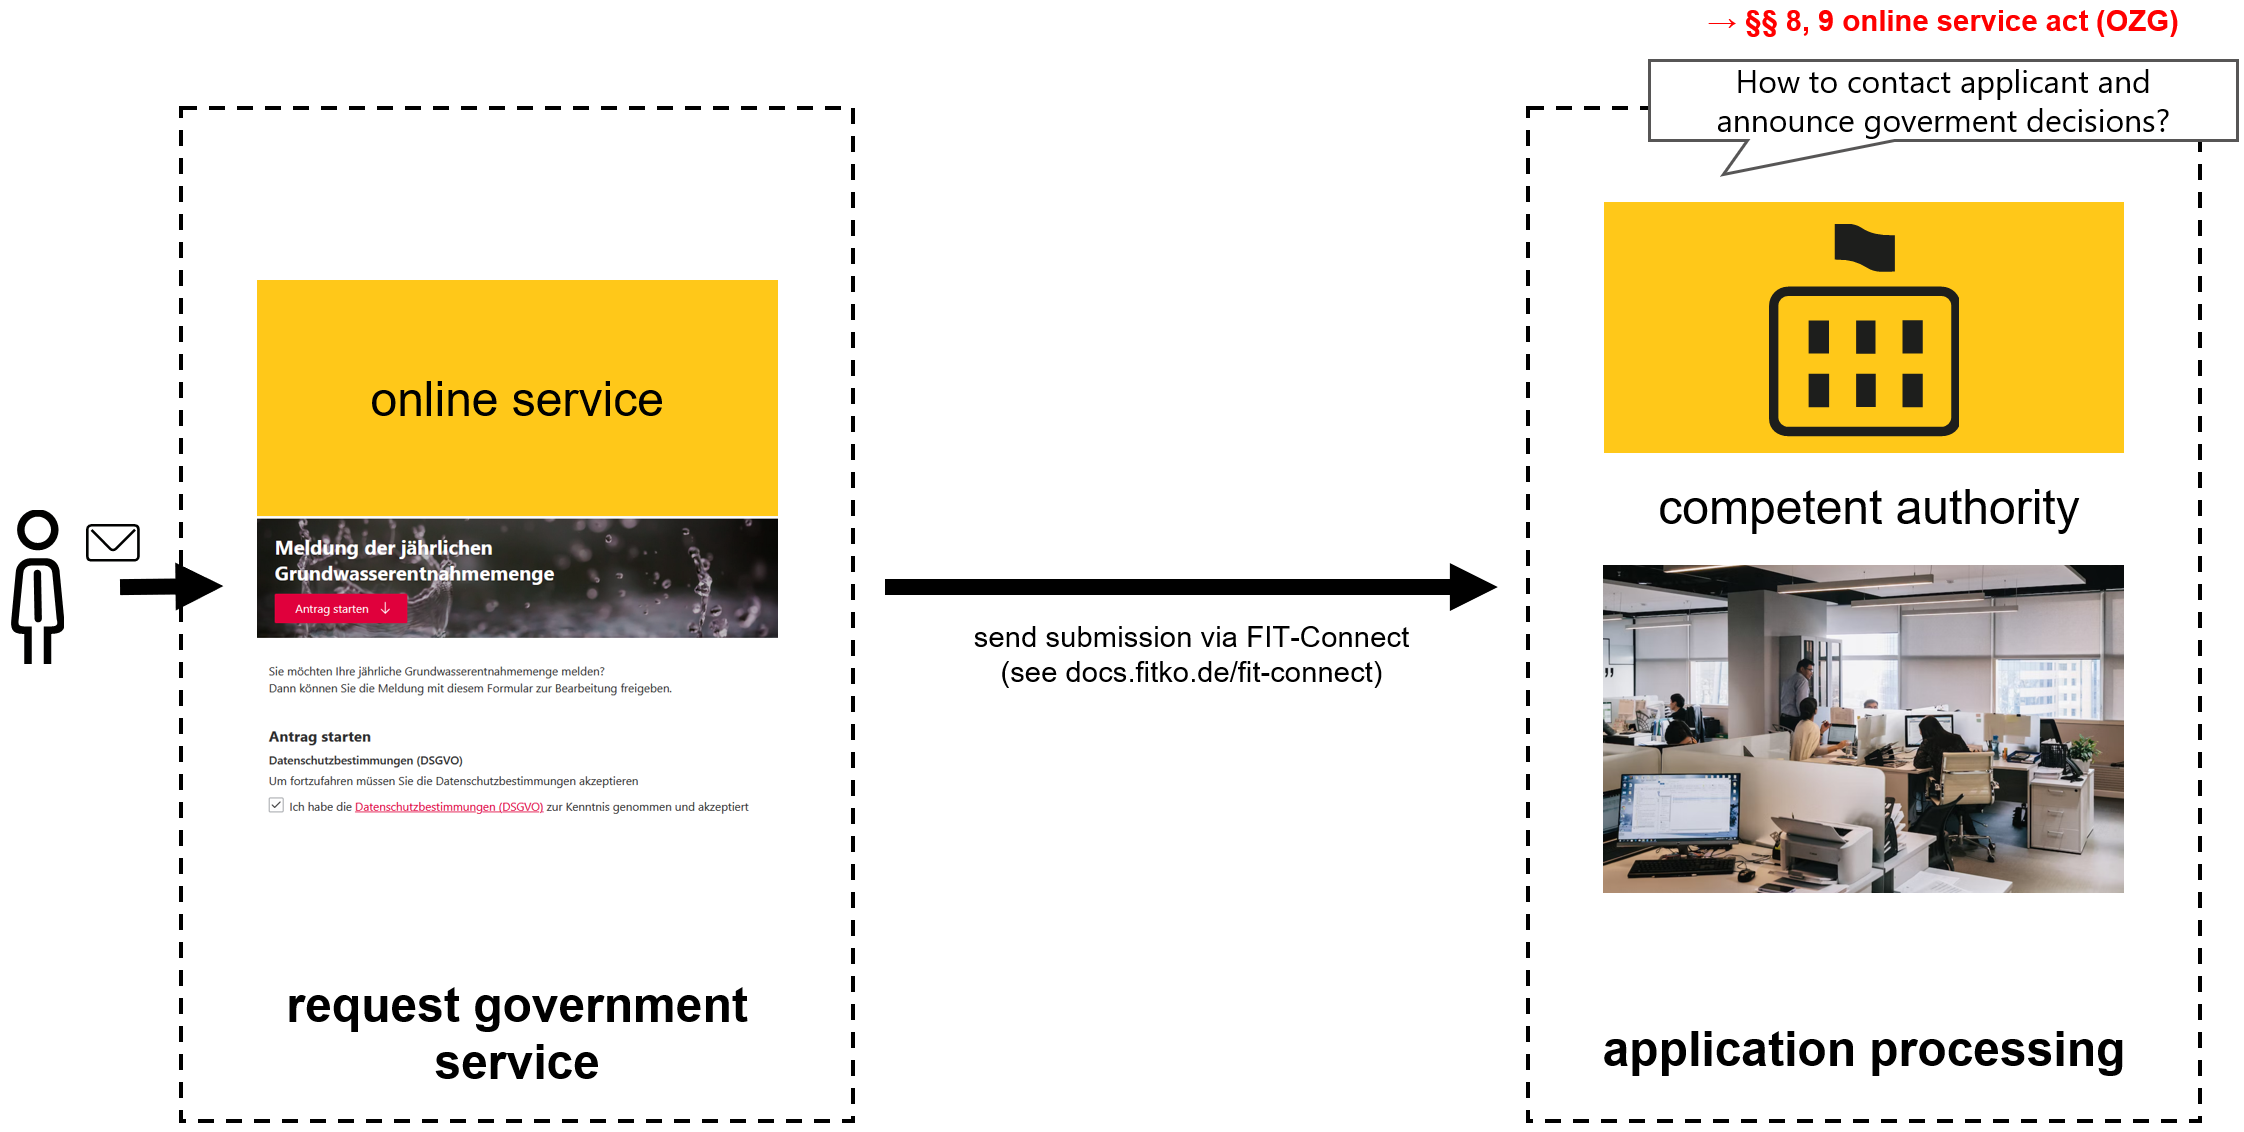 → §§ 8, 9 online service act (OZG)
How to contact applicant and
announce goverment decisions?
online service
Meldung der jährlichen
Grundwasserentnahmemenge
Antrag starten ↓
Sie möchten Ihre jährliche Grundwasserentnahmemenge melden?
Dann können Sie die Meldung mit diesem Formular zur Bearbeitung freigeben.
Antrag starten
Datenschutzbestimmungen (DSGVO)
Um fortzufahren müssen Sie die Datenschutzbestimmungen akzeptieren
Ich habe die Datenschutzbestimmungen (DSGVO) zur Kenntnis genommen und akzeptiert
request government
service
send submission via FIT-Connect
(see docs.fitko.de/fit-connect)
competent authority
application processing